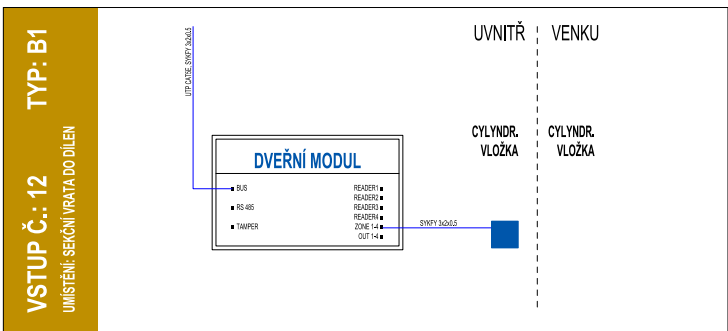 VSTUP Č.: 12 TYP: B1
UMÍSTĚNÍ: SEKČNÍ VRATA DO DÍLEN
UTP CAT5E, SYKFY 3x2x0,5
UVNITŘ
VENKU
CYLYNDR.
VLOŽKA
CYLYNDR.
VLOŽKA
DVEŘNÍ MODUL
BUS
RS 485
TAMPER
READER1
READER2
READER3
READER4
ZONE 1-4
OUT 1-4
SYKFY 3x2x0,5